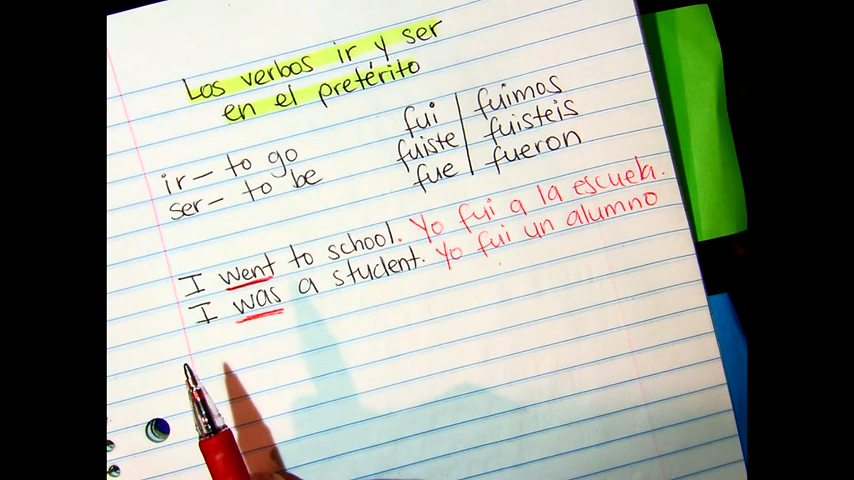 Los verbos ir y ser
en el pretérito
ir - to go
ser - to be
fui | fuimos
fuiste | fuisteis
fue | fueron
I went to school. Yo fui a la escuela.
I was a student. Yo fui un alumno